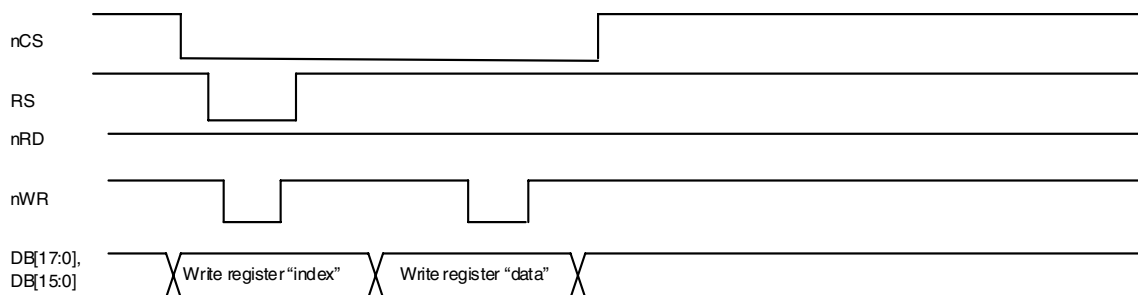 nCS
RS
nRD
nWR
DB[17:0],
DB[15:0]
Write register “index”
Write register “data”